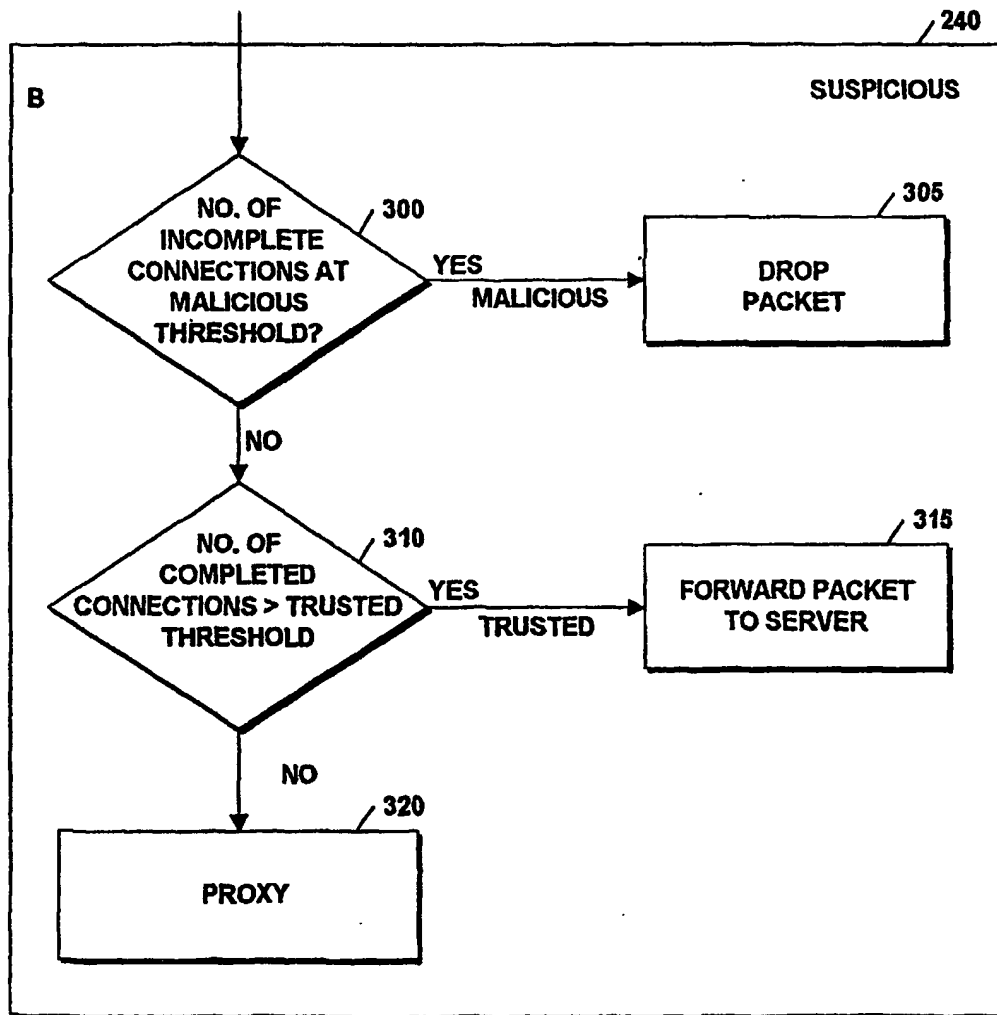 240
B
SUSPICIOUS
NO. OF
INCOMPLETE
CONNECTIONS AT
MALICIOUS
THRESHOLD?
300
YES
MALICIOUS
305
DROP
PACKET
NO
NO. OF
COMPLETED
CONNECTIONS > TRUSTED
THRESHOLD
310
YES
TRUSTED
315
FORWARD PACKET
TO SERVER
NO
320
PROXY